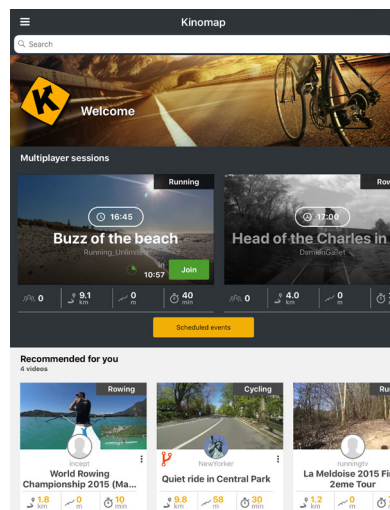 Kinomap
Search
Welcome
Multiplayer sessions
Running
16:45
Buzz of the beach
Running_Unlimited
in
10:57
Join
0
9.1 km
0 m
40 min
17:00
Head of the Charles in
DamienGallet
0
4.0 km
0 m
Scheduled events
Recommended for you
4 videos
Rowing
incept
World Rowing
Championship 2015 (Ma...
1.8 km
0 m
10 min
Cycling
NewYorker
Quiet ride in Central Park
9.8 km
58 m
30 min
runningtv
La Meldoise 2015
2eme Tour
1.2 km
0 m